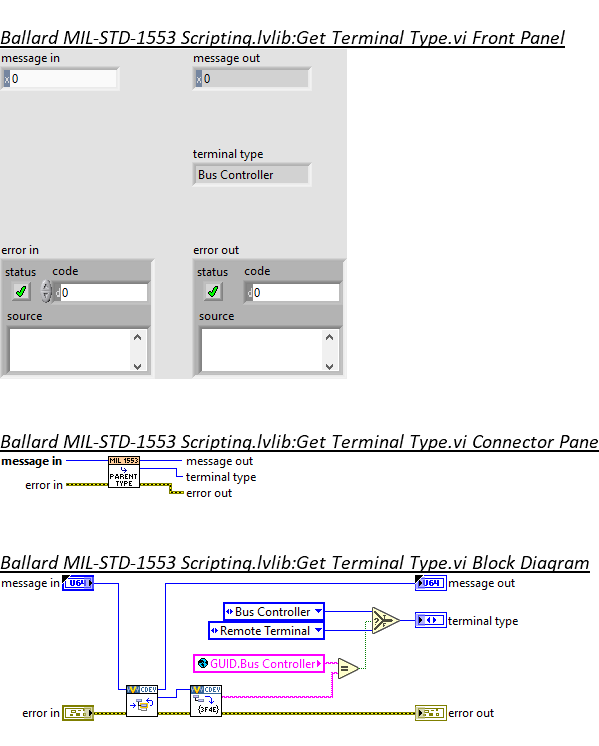 Ballard MIL-STD-1553 Scripting.lvlib:Get Terminal Type.vi Front Panel
message in
message out
x 0
x 0
terminal type
Bus Controller
error in
error out
status code
status code
d 0
d 0
source
source
Ballard MIL-STD-1553 Scripting.lvlib:Get Terminal Type.vi Connector Pane
message in
MIL 1553
message out
PARENT
terminal type
error in
TYPE
error out
Ballard MIL-STD-1553 Scripting.lvlib:Get Terminal Type.vi Block Diagram
message in
U64
U64
message out
Bus Controller
? T F
terminal type
Remote Terminal
GUID.Bus Controller
=
CDEV
CDEV
{3F4E}
error in
error out